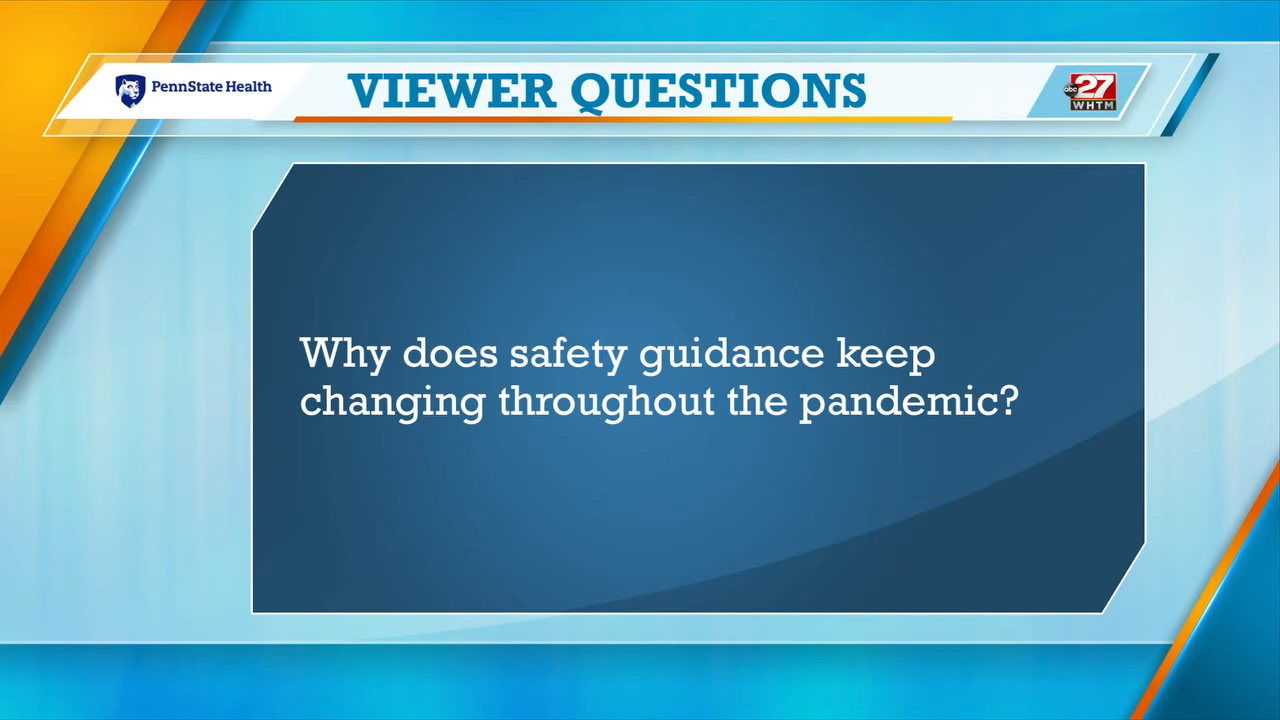 PennState Health
VIEWER QUESTIONS
abc 27
WHTM
Why does safety guidance keep
changing throughout the pandemic?